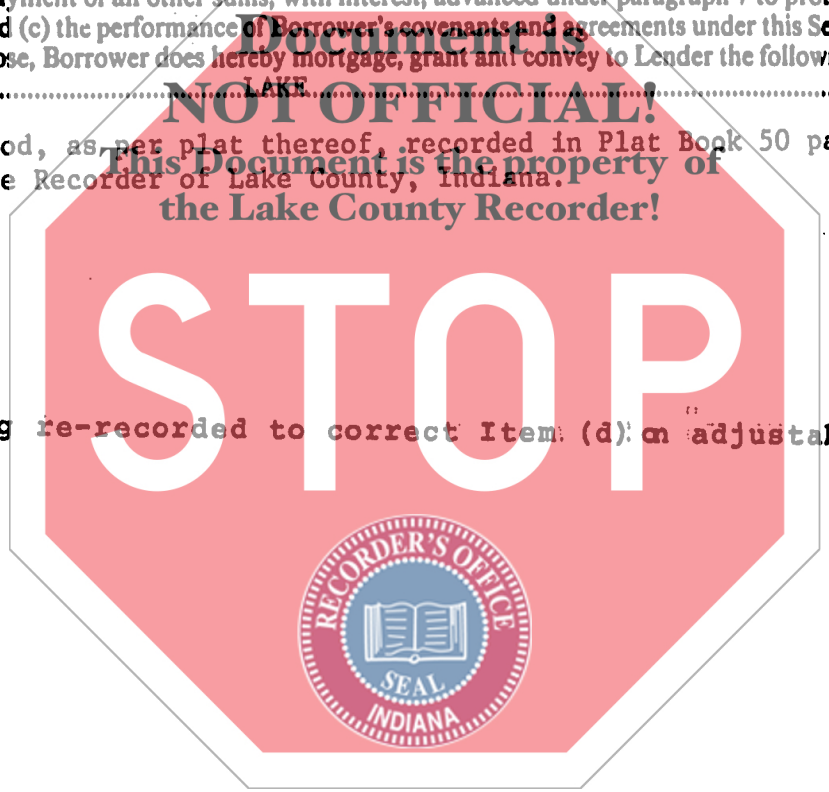 yment of all other sums, with interest, advanced under paragraph 7 to pro
d (c) the performance of Borrower's covenants and agreements under this Se
ose, Borrower does hereby mortgage, grant and convey to Lender the follow
Document is
LAKE
NOT OFFICIAL!
od, as per plat thereof, recorded in Plat Book 50 pa
This Document is the property of
e Recorder of Lake County, Indiana.
the Lake County Recorder!
STOP
g re-recorded to correct Item (d) on adjusta
RECORDER'S OFFICE
SEAL
INDIANA